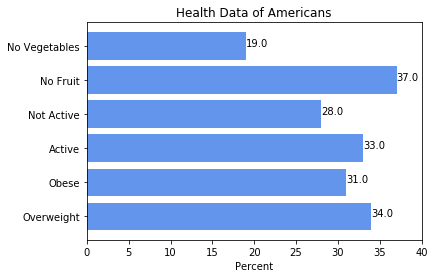 Health Data of Americans
No Vegetables 19.0
No Fruit 37.0
Not Active 28.0
Active 33.0
Obese 31.0
Overweight 34.0
0 5 10 15 20 25 30 35 40
Percent